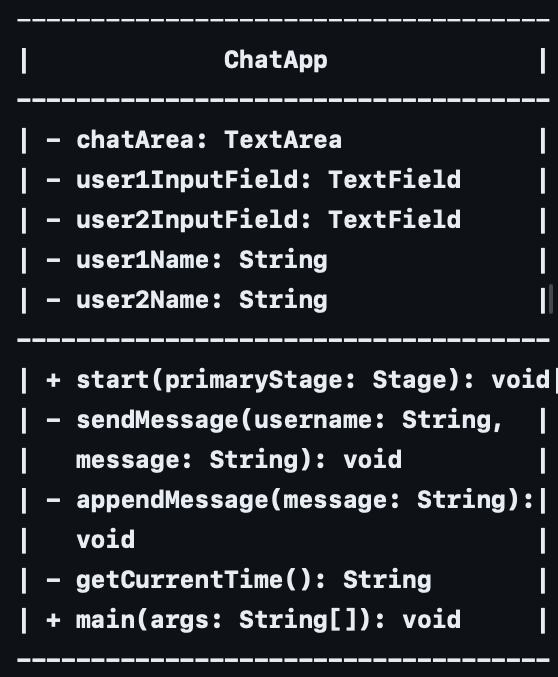 ------------------------------------
|             ChatApp              |
------------------------------------
| - chatArea: TextArea             |
| - user1InputField: TextField     |
| - user2InputField: TextField     |
| - user1Name: String              |
| - user2Name: String              |
------------------------------------
| + start(primaryStage: Stage): void|
| - sendMessage(username: String,  |
|   message: String): void         |
| - appendMessage(message: String):|
|   void                           |
| - getCurrentTime(): String       |
| + main(args: String[]): void     |
------------------------------------